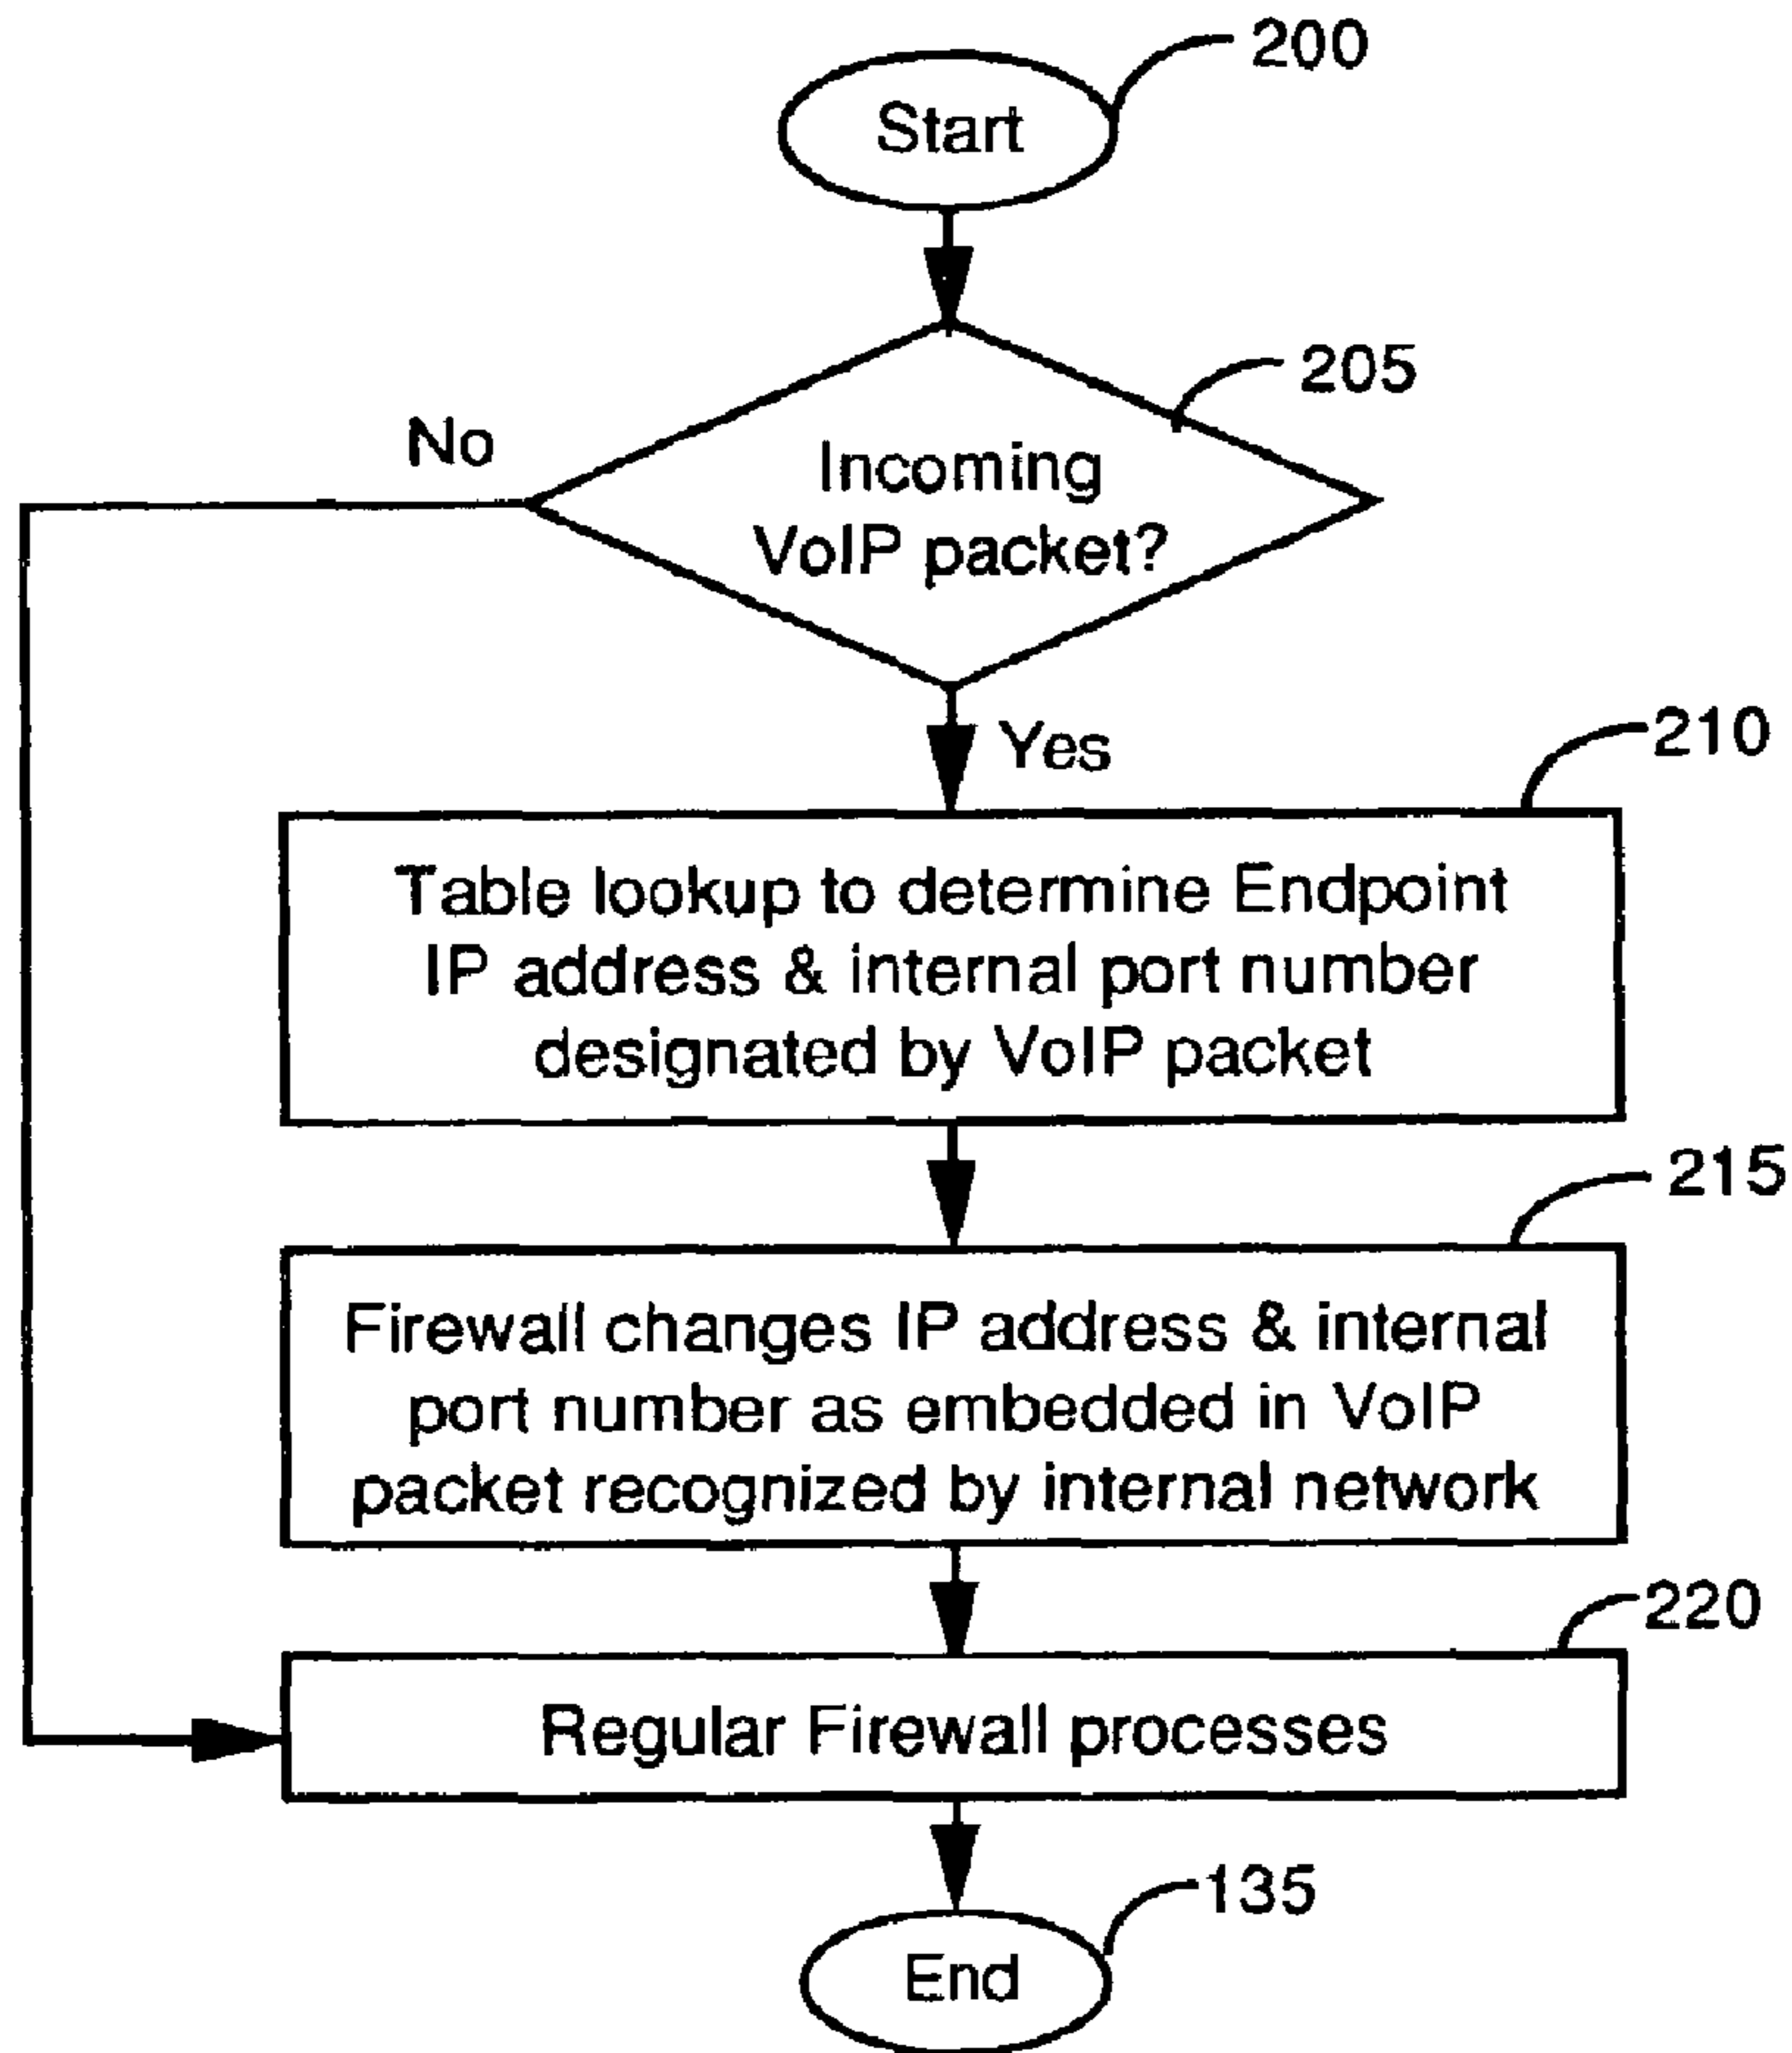 200
Start
205
No
Incoming
VoIP packet?
Yes
210
Table lookup to determine Endpoint
IP address & internal port number
designated by VoIP packet
215
Firewall changes IP address & internal
port number as embedded in VoIP
packet recognized by internal network
220
Regular Firewall processes
135
End